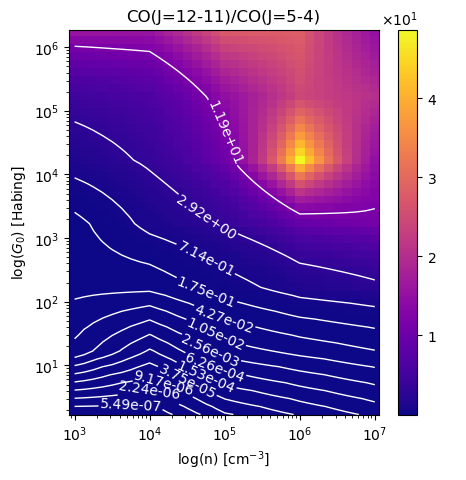 CO(J=12-11)/CO(J=5-4)
×10¹
10⁶
10⁵
10⁴
10³
10²
10¹
log(G₀) [Habing]
1.19e+01
2.92e+00
7.14e-01
1.75e-01
4.27e-02
1.05e-02
2.56e-03
6.26e-04
1.53e-04
3.75e-05
9.17e-06
2.24e-06
5.49e-07
4
3
2
1
10³ 10⁴ 10⁵ 10⁶ 10⁷
log(n) [cm⁻³]